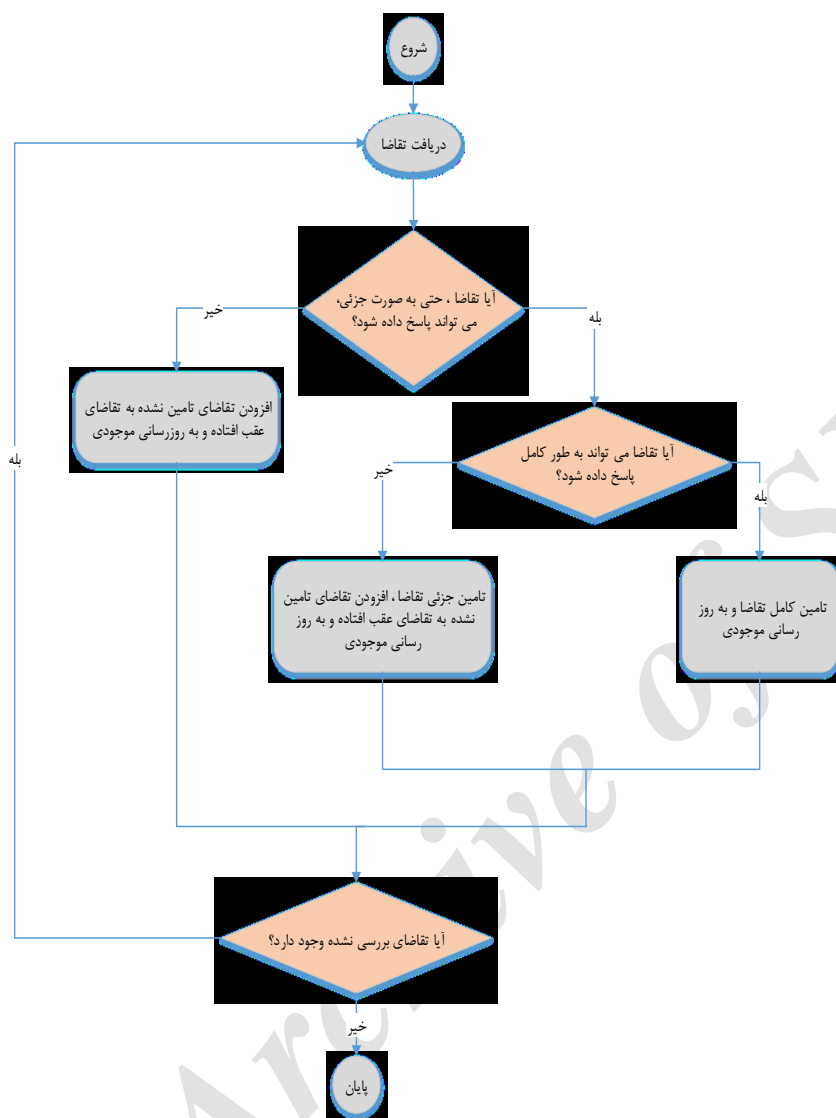 شروع
دریافت تقاضا
آیا تقاضا ، حتی به صورت جزئی،
می تواند پاسخ داده شود؟
خیر
بله
افزودن تقاضای تامین نشده به تقاضای
عقب افتاده و به روزرسانی موجودی
آیا تقاضا می تواند به طور کامل
پاسخ داده شود؟
خیر
بله
بله
تامین جزئی تقاضا ، افزودن تقاضای تامین
نشده به تقاضای عقب افتاده و به روز
رسانی موجودی
تامین کامل تقاضا و به روز
رسانی موجودی
آیا تقاضای بررسی نشده وجود دارد؟
خیر
پایان
Archive of S